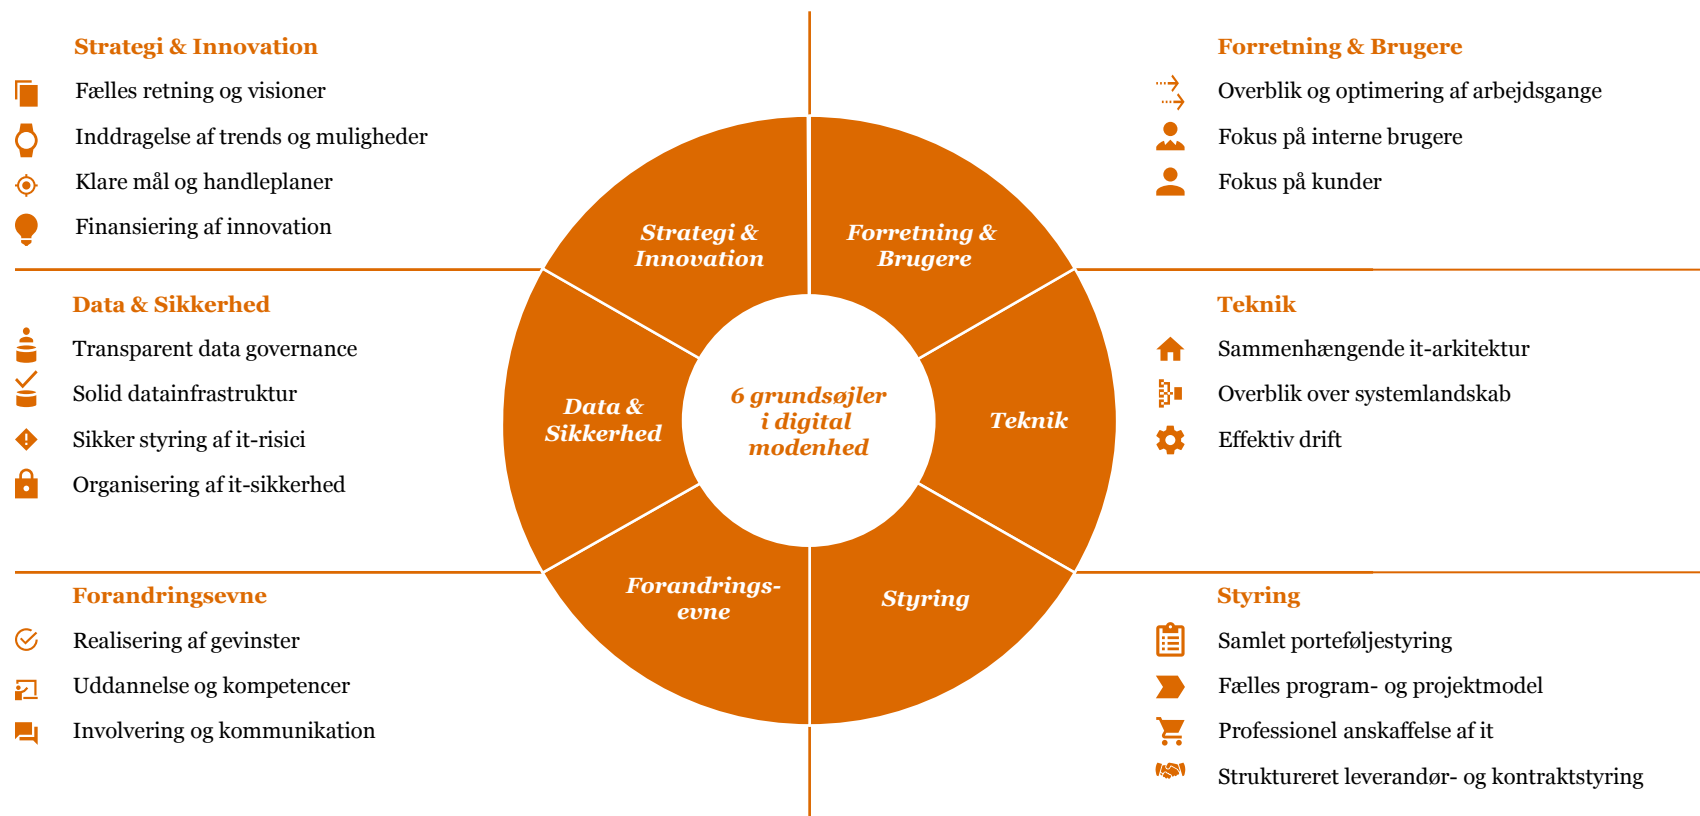 Strategi & Innovation
Fælles retning og visioner
Inddragelse af trends og muligheder
Klare mål og handleplaner
Finansiering af innovation
Forretning & Brugere
Overblik og optimering af arbejdsgange
Fokus på interne brugere
Fokus på kunder
Data & Sikkerhed
Transparent data governance
Solid datainfrastruktur
Sikker styring af it-risici
Organisering af it-sikkerhed
Strategi &
Innovation
Forretning &
Brugere
Data &
Sikkerhed
6 grundsøjler
i digital
modenhed
Teknik
Forandrings-
evne
Styring
Teknik
Sammenhængende it-arkitektur
Overblik over systemlandskab
Effektiv drift
Forandringsevne
Realisering af gevinster
Uddannelse og kompetencer
Involvering og kommunikation
Styring
Samlet porteføljestyring
Fælles program- og projektmodel
Professionel anskaffelse af it
Struktureret leverandør- og kontraktstyring